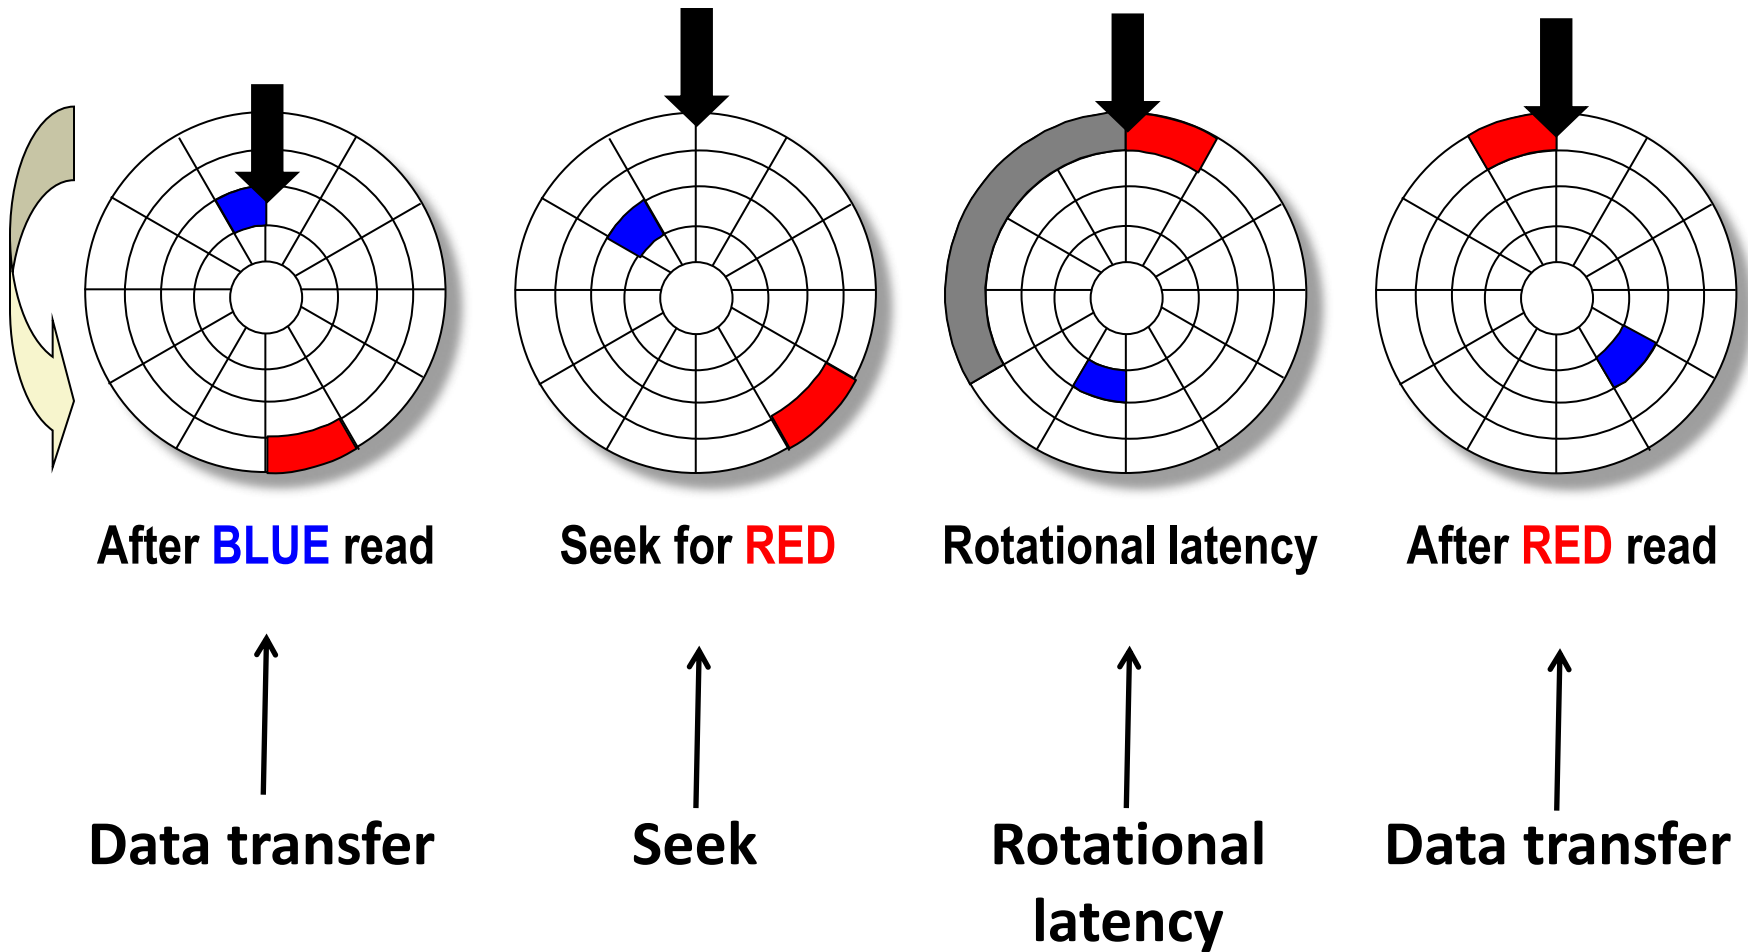 After BLUE read
Seek for RED
Rotational latency
After RED read
Data transfer
Seek
Rotational
latency
Data transfer